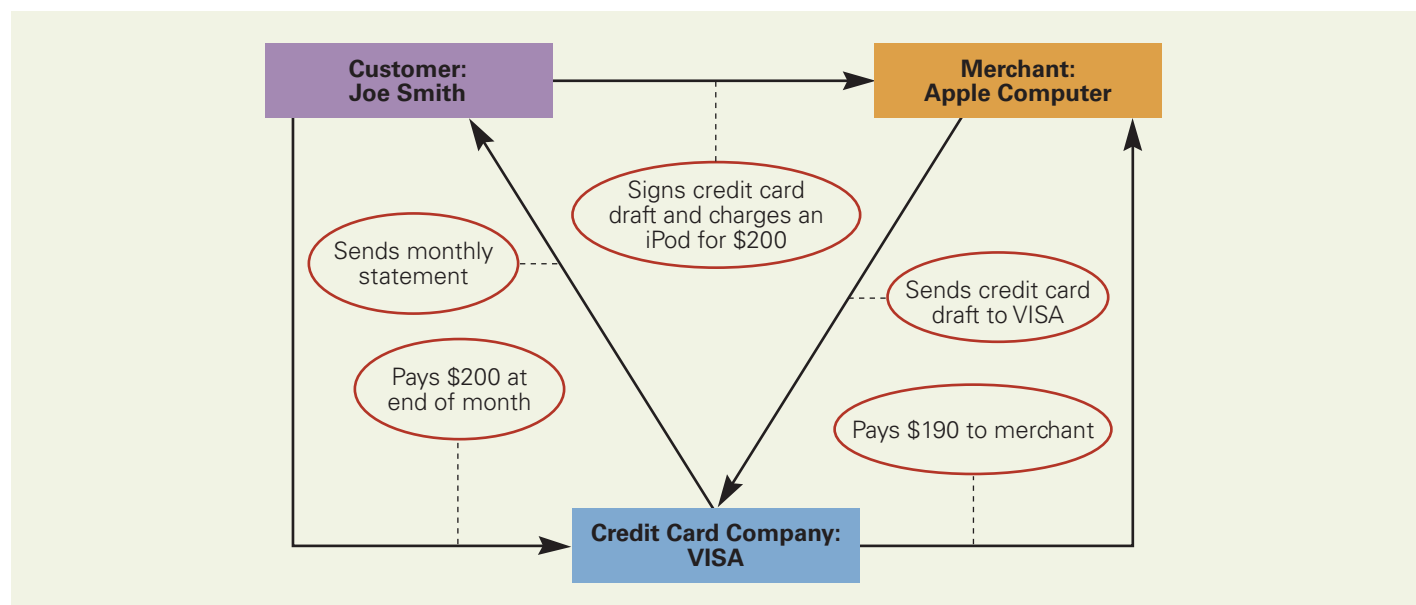 Customer:
Joe Smith
Merchant:
Apple Computer
Signs credit card
draft and charges an
iPod for $200
Sends monthly
statement
Sends credit card
draft to VISA
Pays $200 at
end of month
Pays $190 to merchant
Credit Card Company:
VISA